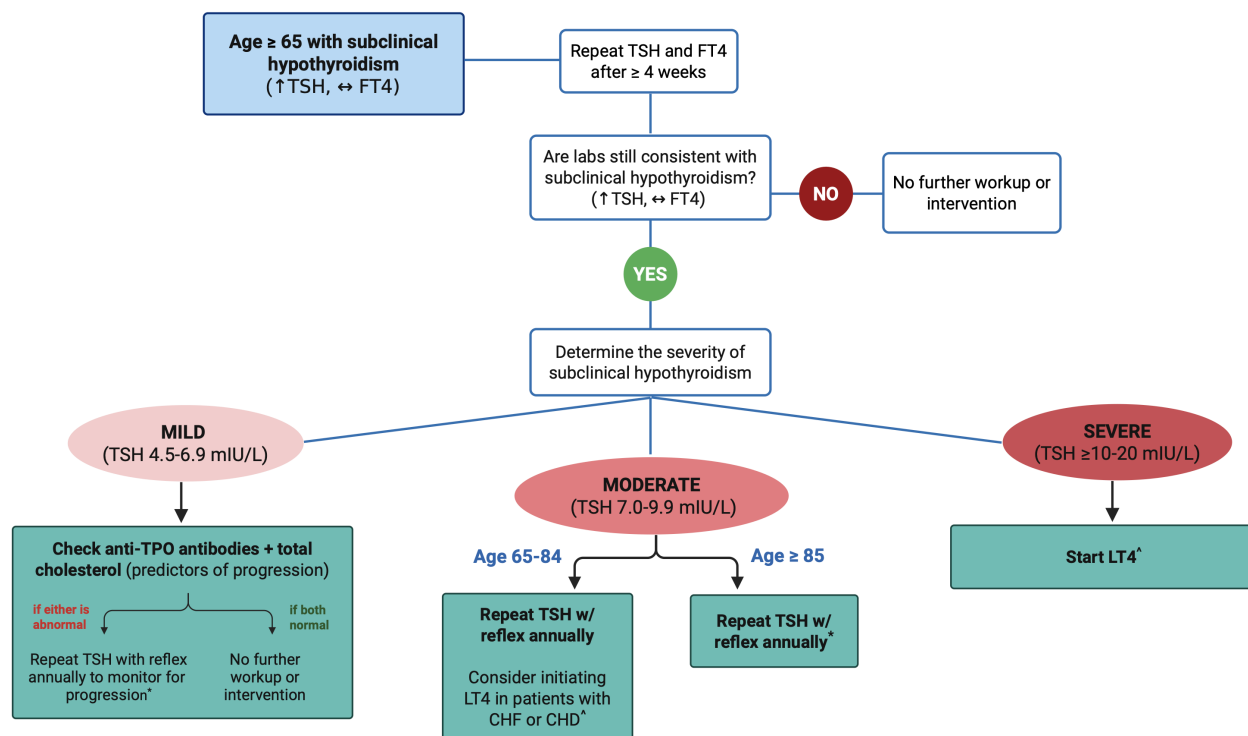 Age ≥ 65 with subclinical
hypothyroidism
(↑TSH, ↔ FT4)
Repeat TSH and FT4
after ≥ 4 weeks
Are labs still consistent with
subclinical hypothyroidism?
(↑TSH, ↔ FT4)
NO
No further workup or
intervention
YES
Determine the severity of
subclinical hypothyroidism
MILD
(TSH 4.5-6.9 mIU/L)
Check anti-TPO antibodies + total
cholesterol (predictors of progression)
if either is
abnormal
Repeat TSH with reflex
annually to monitor for
progression*
if both
normal
No further
workup or
intervention
MODERATE
(TSH 7.0-9.9 mIU/L)
Age 65-84
Repeat TSH w/
reflex annually
Consider initiating
LT4 in patients with
CHF or CHD^
Age ≥ 85
Repeat TSH w/
reflex annually*
SEVERE
(TSH ≥10-20 mIU/L)
Start LT4^